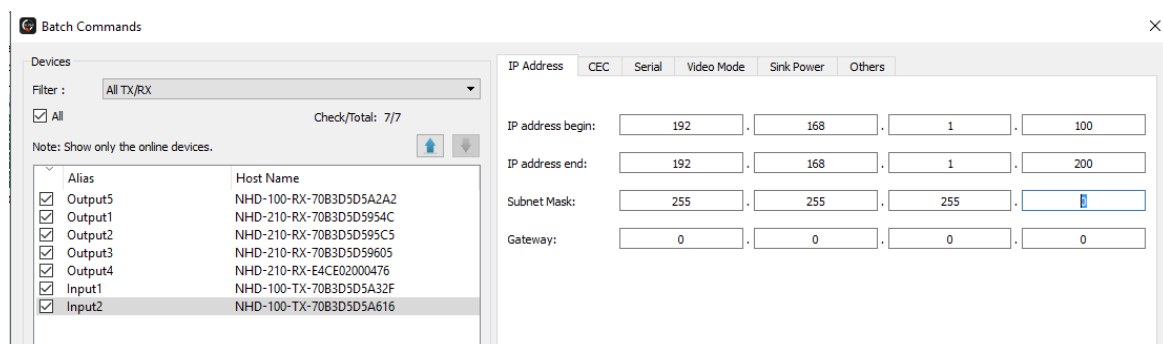 Batch Commands
Devices
Filter : All TX/RX
All Check/Total: 7/7
Note: Show only the online devices.
Alias Host Name
Output5 NHD-100-RX-70B3D5D5A2A2
Output1 NHD-210-RX-70B3D5D5954C
Output2 NHD-210-RX-70B3D5D595C5
Output3 NHD-210-RX-70B3D5D59605
Output4 NHD-210-RX-E4CE02000476
Input1 NHD-100-TX-70B3D5D5A32F
Input2 NHD-100-TX-70B3D5D5A616
IP Address CEC Serial Video Mode Sink Power Others
IP address begin: 192 . 168 . 1 . 100
IP address end: 192 . 168 . 1 . 200
Subnet Mask: 255 . 255 . 255 . 0
Gateway: 0 . 0 . 0 . 0